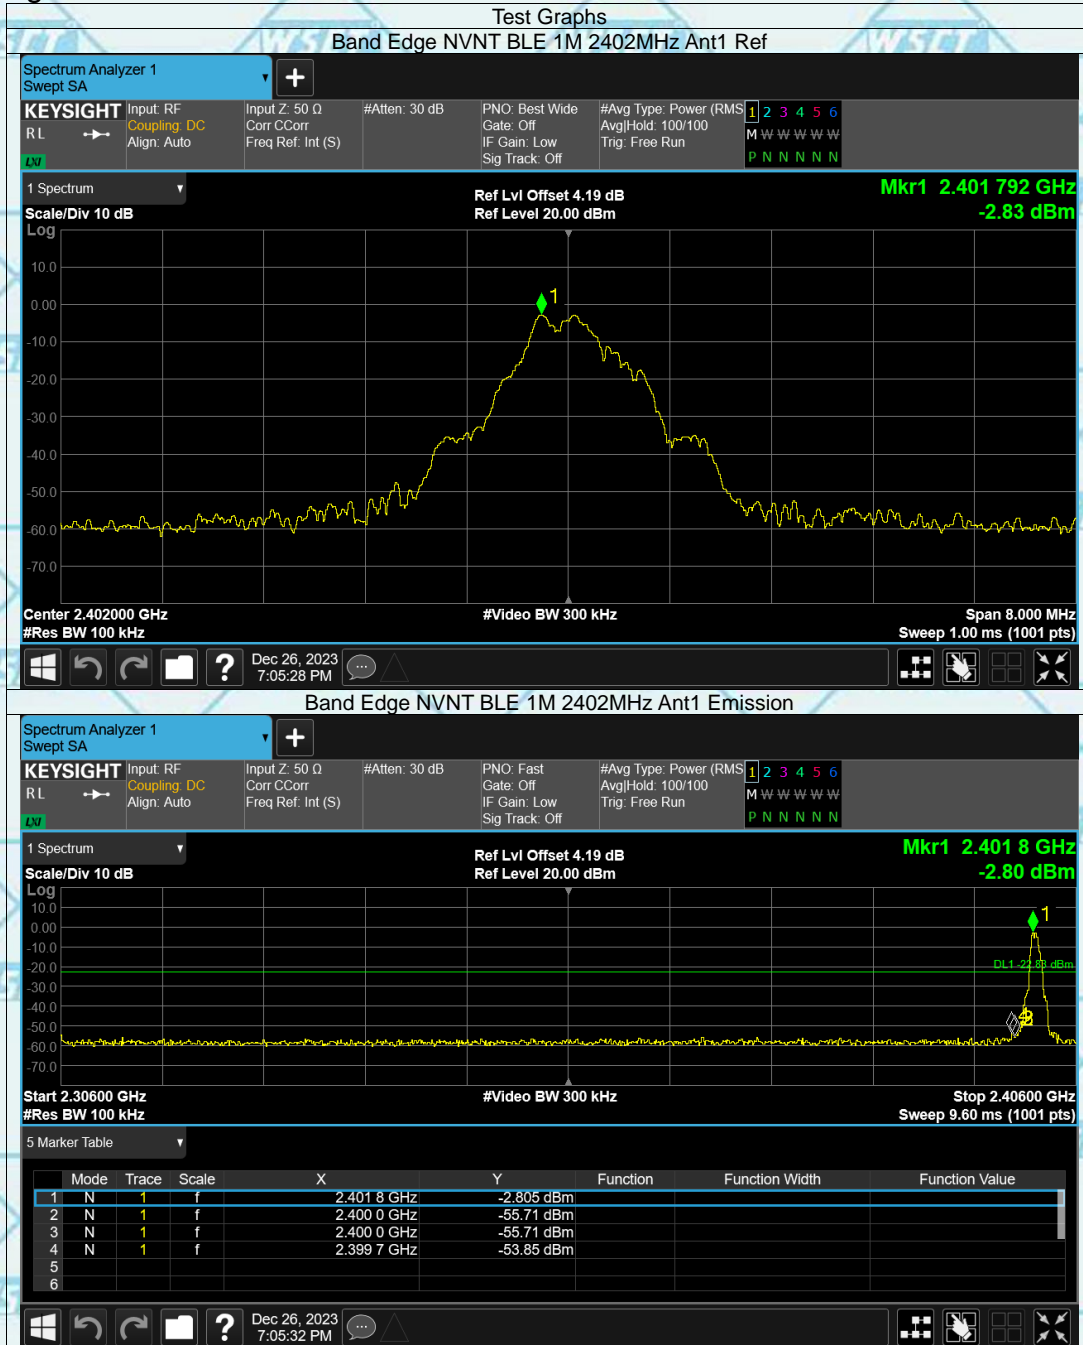 Test Graphs
Band Edge NVNT BLE 1M 2402MHz Ant1 Ref
Spectrum Analyzer 1
Swept SA
KEYSIGHT Input: RF Input Z: 50 Ω #Atten: 30 dB PNO: Best Wide #Avg Type: Power (RMS 1 2 3 4 5 6
R L Coupling: DC Corr CCorr Gate: Off Avg|Hold: 100/100 M W W W W W
Align: Auto Freq Ref: Int (S) IF Gain: Low Trig: Free Run
LXI Sig Track: Off P N N N N N
1 Spectrum Ref Lvl Offset 4.19 dB Mkr1 2.401 792 GHz
Scale/Div 10 dB Ref Level 20.00 dBm -2.83 dBm
Log
10.0
0.00 1
-10.0
-20.0
-30.0
-40.0
-50.0
-60.0
-70.0
Center 2.402000 GHz #Video BW 300 kHz Span 8.000 MHz
#Res BW 100 kHz Sweep 1.00 ms (1001 pts)
? Dec 26, 2023
7:05:28 PM
Band Edge NVNT BLE 1M 2402MHz Ant1 Emission
Spectrum Analyzer 1
Swept SA
KEYSIGHT Input: RF Input Z: 50 Ω #Atten: 30 dB PNO: Fast #Avg Type: Power (RMS 1 2 3 4 5 6
R L Coupling: DC Corr CCorr Gate: Off Avg|Hold: 100/100 M W W W W W
Align: Auto Freq Ref: Int (S) IF Gain: Low Trig: Free Run
LXI Sig Track: Off P N N N N N
1 Spectrum Ref Lvl Offset 4.19 dB Mkr1 2.401 8 GHz
Scale/Div 10 dB Ref Level 20.00 dBm -2.80 dBm
Log
10.0 1
0.00
-10.0
-20.0 DL1 -22.83 dBm
-30.0
-40.0
-50.0
-60.0
-70.0
Start 2.30600 GHz #Video BW 300 kHz Stop 2.40600 GHz
#Res BW 100 kHz Sweep 9.60 ms (1001 pts)
5 Marker Table
Mode Trace Scale X Y Function Function Width Function Value
1 N 1 f 2.401 8 GHz -2.805 dBm
2 N 1 f 2.400 0 GHz -55.71 dBm
3 N 1 f 2.400 0 GHz -55.71 dBm
4 N 1 f 2.399 7 GHz -53.85 dBm
5
6
? Dec 26, 2023
7:05:32 PM